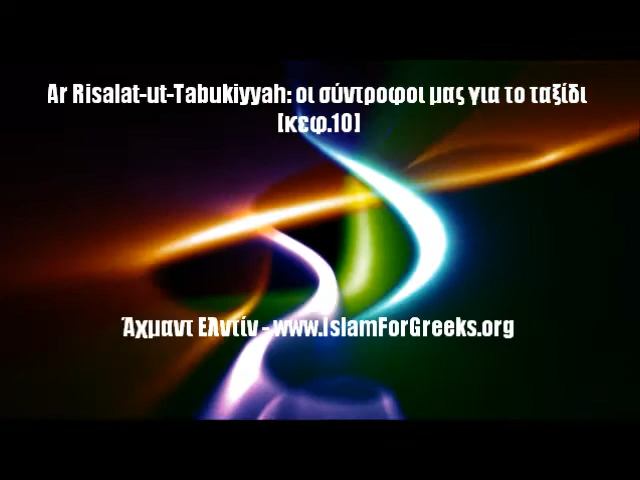 Ar Risalat-ut-Tabukiyyah: οι σύντροφοι μας για το ταξίδι
[κεφ.10]
Άχμαντ Ελντίν - www.IslamForGreeks.org